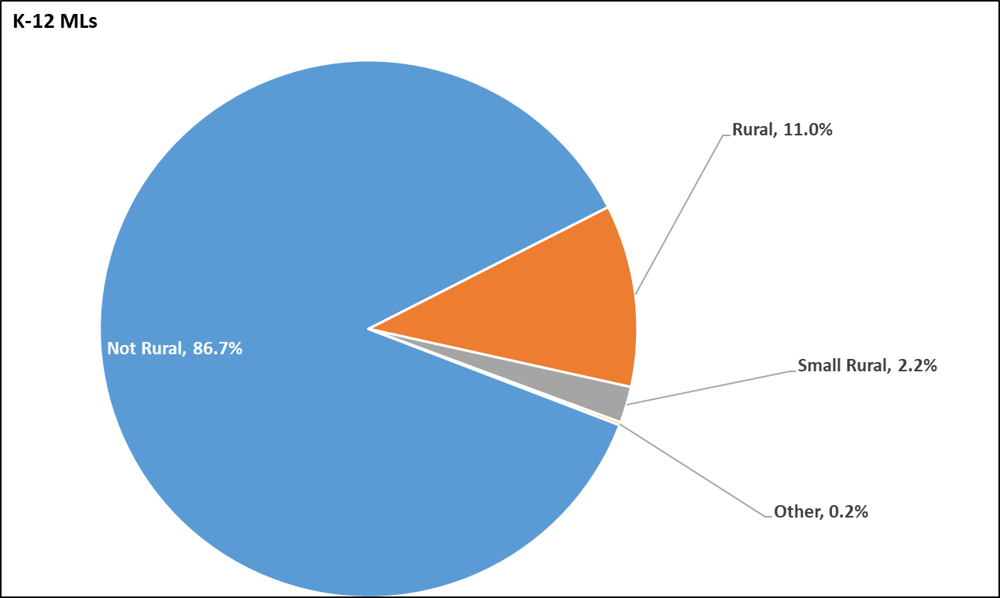 K-12 MLs
Rural, 11.0%
Not Rural, 86.7%
Small Rural, 2.2%
Other, 0.2%